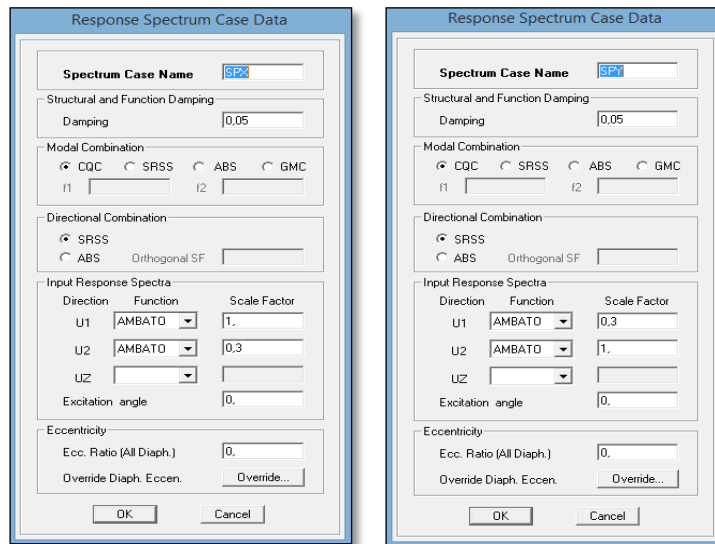 Response Spectrum Case Data
Spectrum Case Name SPX
Structural and Function Damping
Damping 0,05
Modal Combination
CQC SRSS ABS GMC
f1 f2
Directional Combination
SRSS
ABS Orthogonal SF
Input Response Spectra
Direction Function Scale Factor
U1 AMBATO 1,
U2 AMBATO 0,3
UZ
Excitation angle 0,
Eccentricity
Ecc. Ratio (All Diaph.) 0,
Override Diaph. Eccen. Override...
OK Cancel
Response Spectrum Case Data
Spectrum Case Name SPY
Structural and Function Damping
Damping 0,05
Modal Combination
CQC SRSS ABS GMC
f1 f2
Directional Combination
SRSS
ABS Orthogonal SF
Input Response Spectra
Direction Function Scale Factor
U1 AMBATO 0,3
U2 AMBATO 1,
UZ
Excitation angle 0,
Eccentricity
Ecc. Ratio (All Diaph.) 0,
Override Diaph. Eccen. Override...
OK Cancel